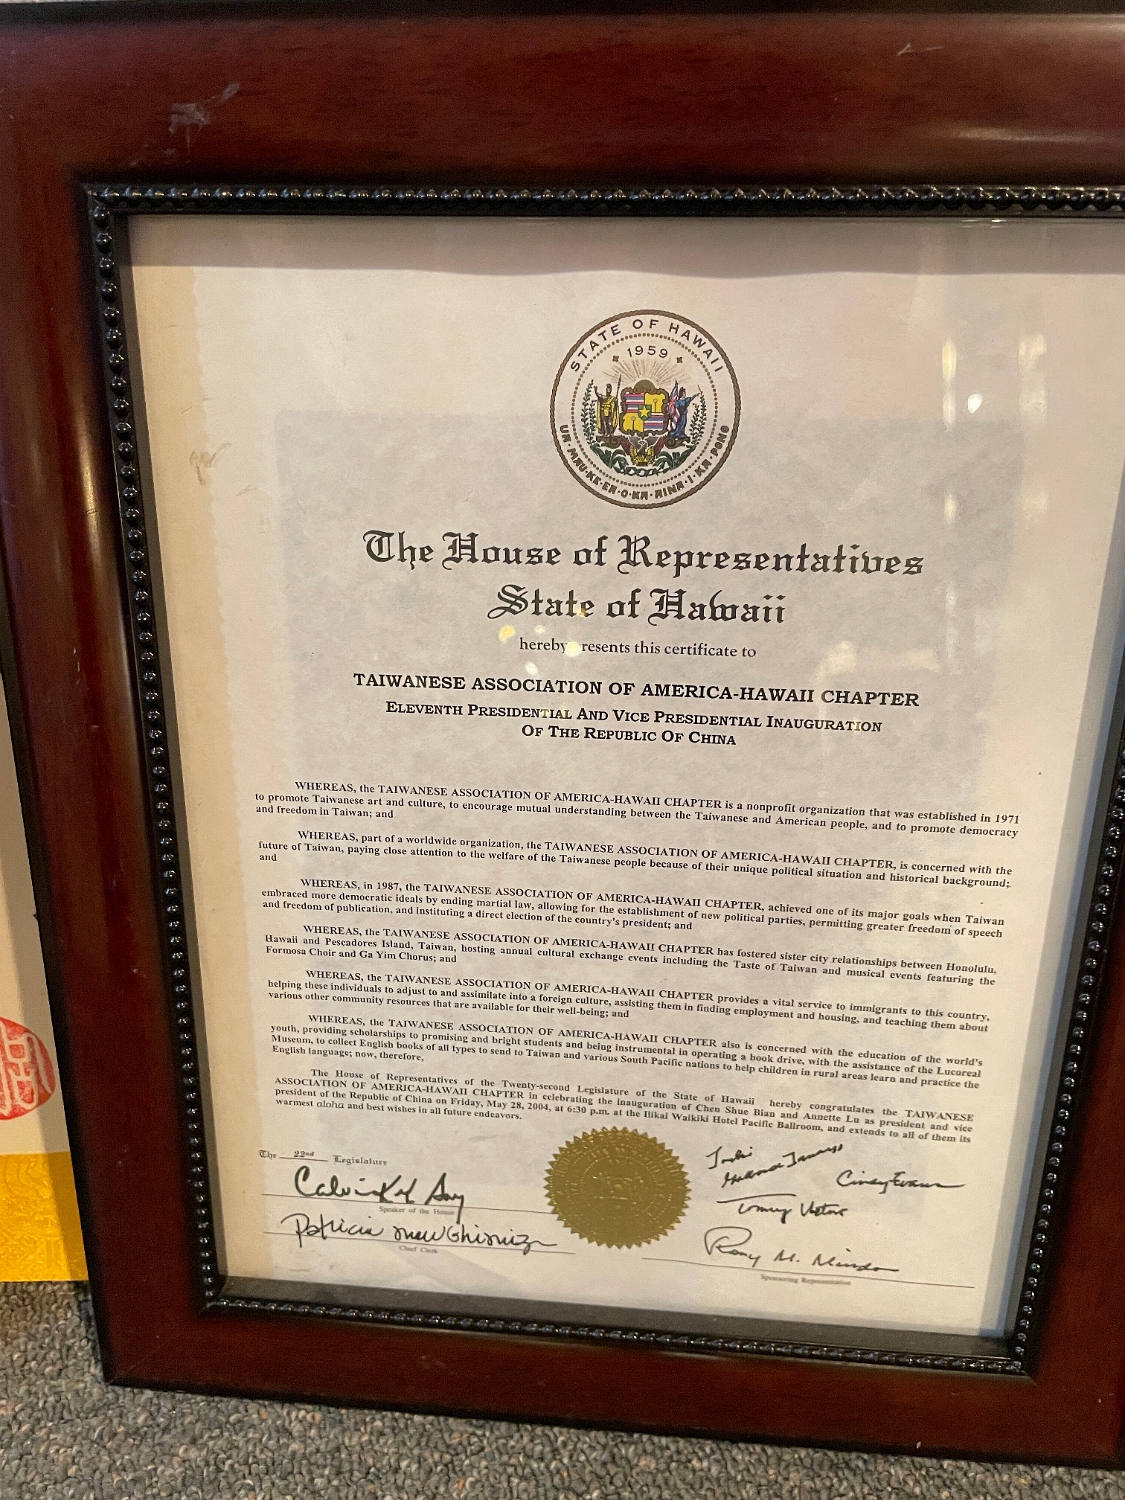 STATE OF HAWAII
1959
UA·MAU·KE·EA·O·KA·AINA·I·KA·PONO
The House of Representatives
State of Hawaii
hereby presents this certificate to
TAIWANESE ASSOCIATION OF AMERICA-HAWAII CHAPTER
ELEVENTH PRESIDENTIAL AND VICE PRESIDENTIAL INAUGURATION
OF THE REPUBLIC OF CHINA
WHEREAS, the TAIWANESE ASSOCIATION OF AMERICA-HAWAII CHAPTER is a nonprofit organization that was established in 1971
to promote Taiwanese art and culture, to encourage mutual understanding between the Taiwanese and American people, and to promote democracy
and freedom in Taiwan; and
WHEREAS, part of a worldwide organization, the TAIWANESE ASSOCIATION OF AMERICA-HAWAII CHAPTER, is concerned with the
future of Taiwan, paying close attention to the welfare of the Taiwanese people because of their unique political situation and historical background;
and
WHEREAS, in 1987, the TAIWANESE ASSOCIATION OF AMERICA-HAWAII CHAPTER, achieved one of its major goals when Taiwan
embraced more democratic ideals by ending martial law, allowing for the establishment of new political parties, permitting greater freedom of speech
and freedom of publication, and instituting a direct election of the country's president; and
WHEREAS, the TAIWANESE ASSOCIATION OF AMERICA-HAWAII CHAPTER has fostered sister city relationships between Honolulu,
Hawaii and Pescadores Island, Taiwan, hosting annual cultural exchange events including the Taste of Taiwan and musical events featuring the
Formosa Choir and Ga Yim Chorus; and
WHEREAS, the TAIWANESE ASSOCIATION OF AMERICA-HAWAII CHAPTER provides a vital service to immigrants to this country,
helping these individuals to adjust to and assimilate into a foreign culture, assisting them in finding employment and housing, and teaching them about
various other community resources that are available for their well-being; and
WHEREAS, the TAIWANESE ASSOCIATION OF AMERICA-HAWAII CHAPTER also is concerned with the education of the world's
youth, providing scholarships to promising and bright students and being instrumental in operating a book drive, with the assistance of the Lucoreal
Museum, to collect English books of all types to send to Taiwan and various South Pacific nations to help children in rural areas learn and practice the
English language; now, therefore,
The House of Representatives of the Twenty-second Legislature of the State of Hawaii hereby congratulates the TAIWANESE
ASSOCIATION OF AMERICA-HAWAII CHAPTER in celebrating the inauguration of Chen Shue Bian and Annette Lu as president and vice
president of the Republic of China on Friday, May 28, 2004, at 6:30 p.m. at the Ilikai Waikiki Hotel Pacific Ballroom, and extends to all of them its
warmest aloha and best wishes in all future endeavors.
The 22nd Legislature
Calvin K.Y. Say
Speaker of the House
Patricia
Chief Clerk
Cindy Evans
Romy M. Mindo
Sponsoring Representative